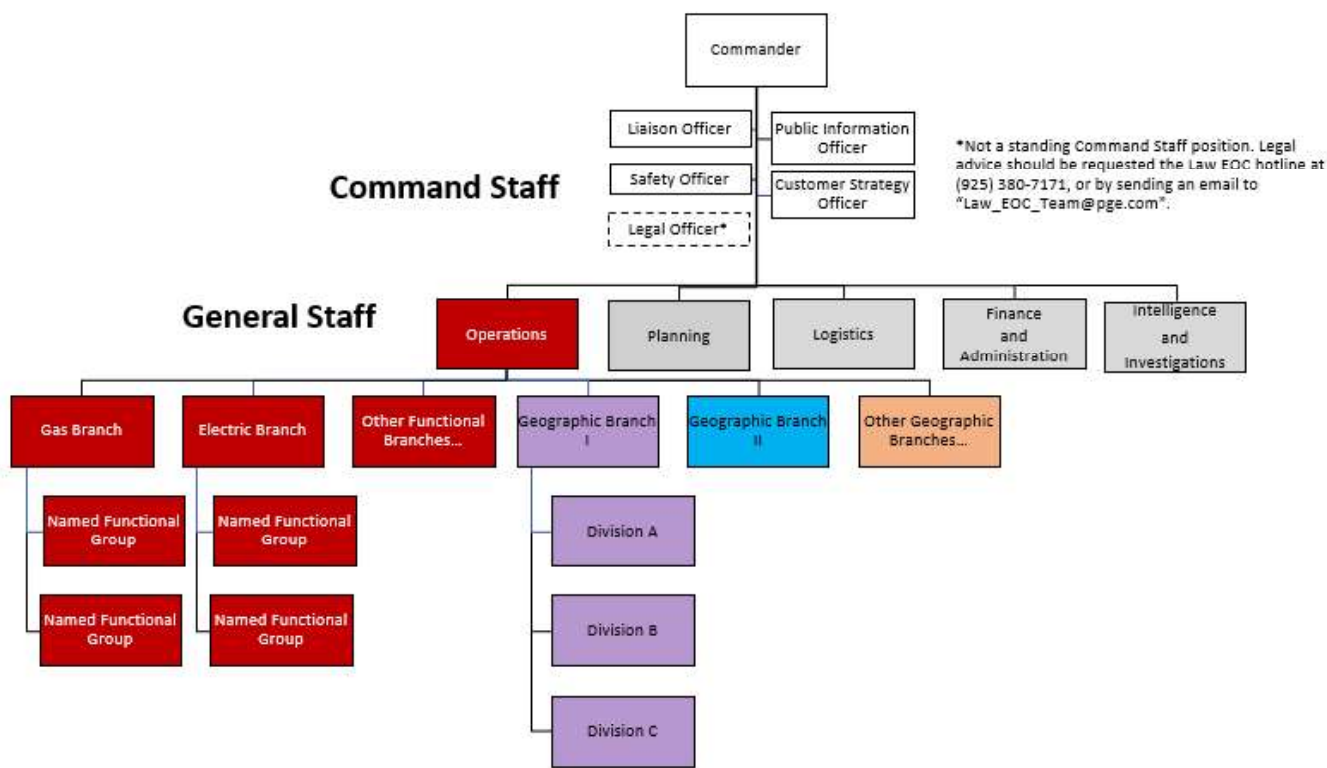 Commander
Liaison Officer
Public Information
Officer
*Not a standing Command Staff position. Legal
advice should be requested the Law EOC hotline at
(925) 380-7171, or by sending an email to
“Law_EOC_Team@pge.com”.
Command Staff
Safety Officer
Customer Strategy
Officer
Legal Officer*
General Staff
Operations
Planning
Logistics
Finance
and
Administration
Intelligence
and
Investigations
Gas Branch
Electric Branch
Other Functional
Branches...
Geographic Branch
I
Geographic Branch
II
Other Geographic
Branches...
Named Functional
Group
Named Functional
Group
Division A
Named Functional
Group
Named Functional
Group
Division B
Division C